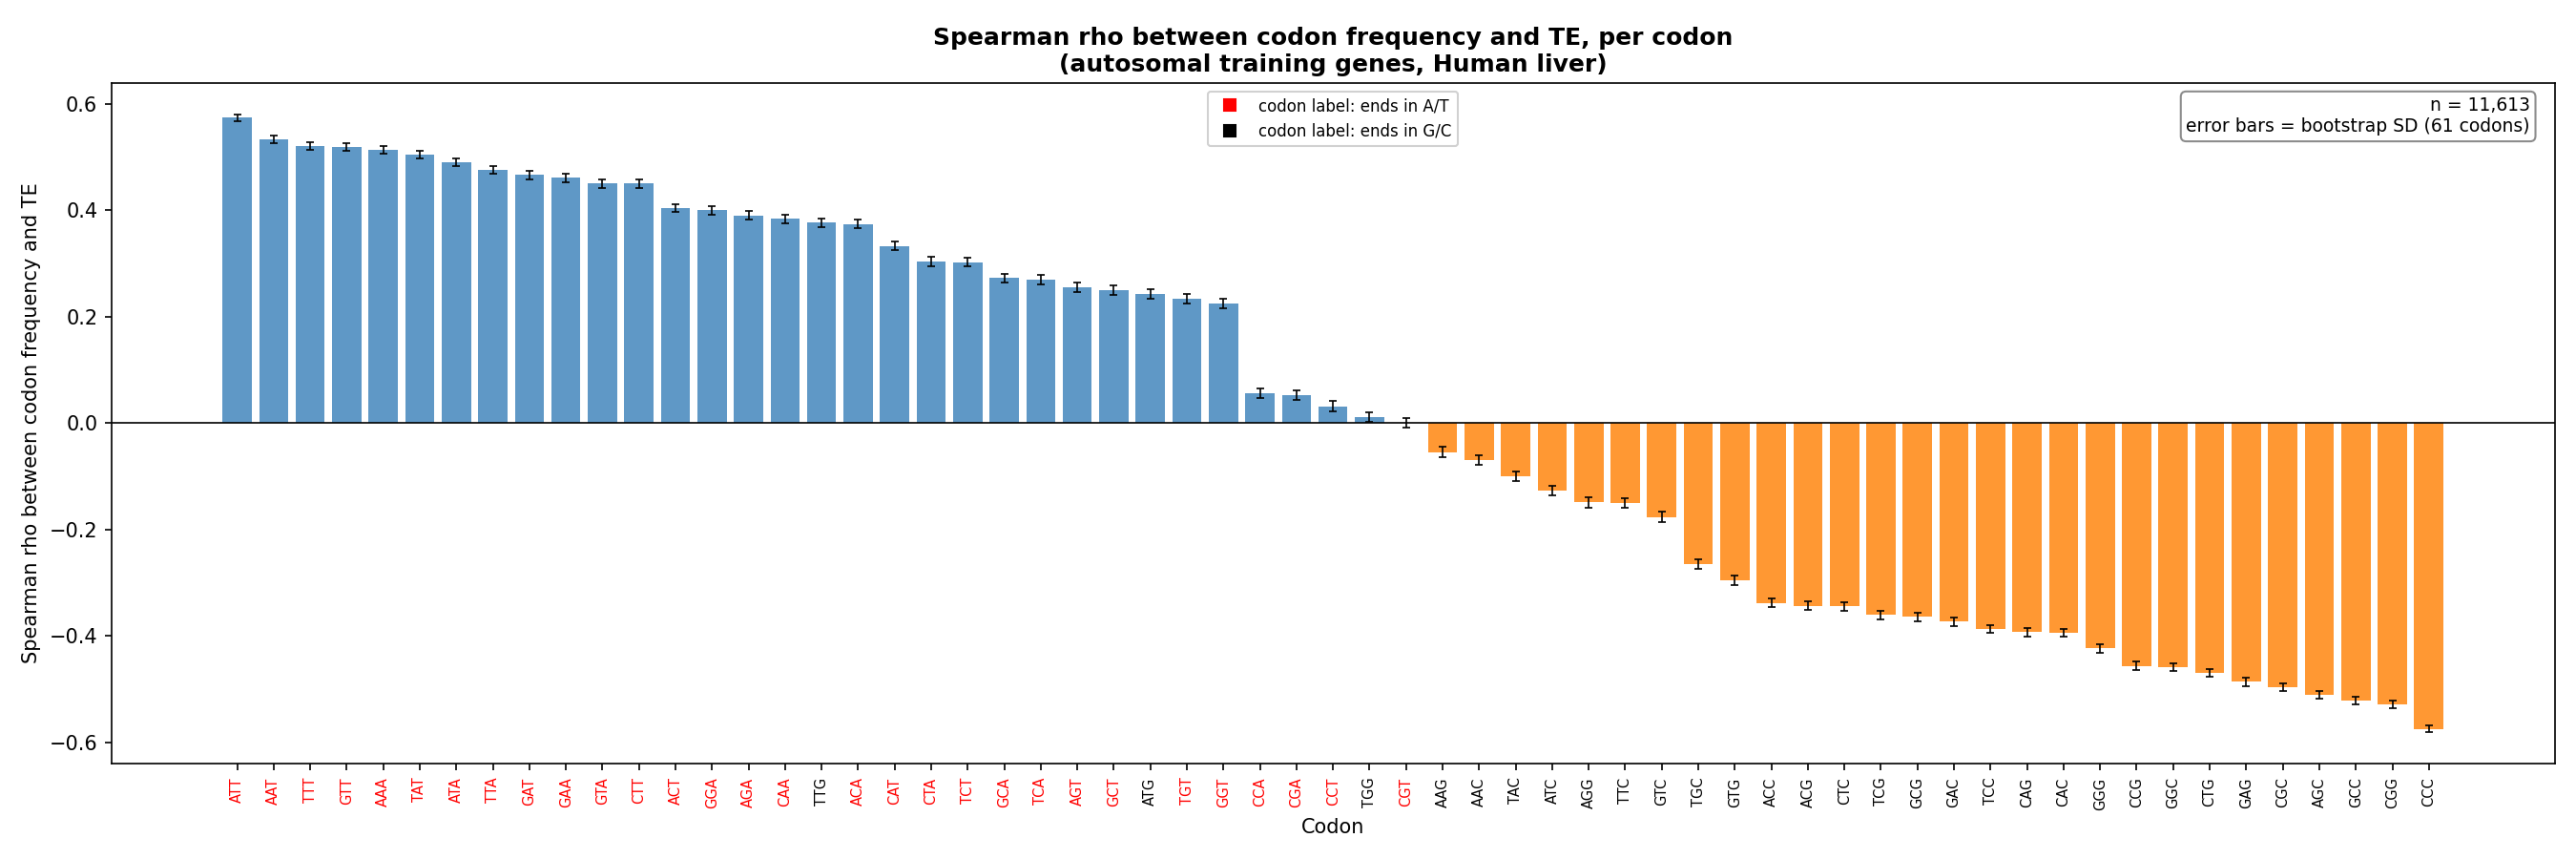 Spearman rho between codon frequency and TE, per codon
(autosomal training genes, Human liver)
codon label: ends in A/T
codon label: ends in G/C
n = 11,613
error bars = bootstrap SD (61 codons)
Spearman rho between codon frequency and TE
0.6
0.4
0.2
0.0
−0.2
−0.4
−0.6
ATT AAT TTT GTT AAA TAT ATA TTA GAT GAA GTA CTT ACT GGA AGA CAA TTG ACA CAT CTA TCT GCA TCA AGT GCT ATG TGT GGT CCA CGA CCT TGG CGT AAG AAC TAC ATC AGG TTC GTC TGC GTG ACC ACG CTC TCG GCG GAC TCC CAG CAC GGG CCG GGC CTG GAG CGC AGC GCC CGG CCC
Codon